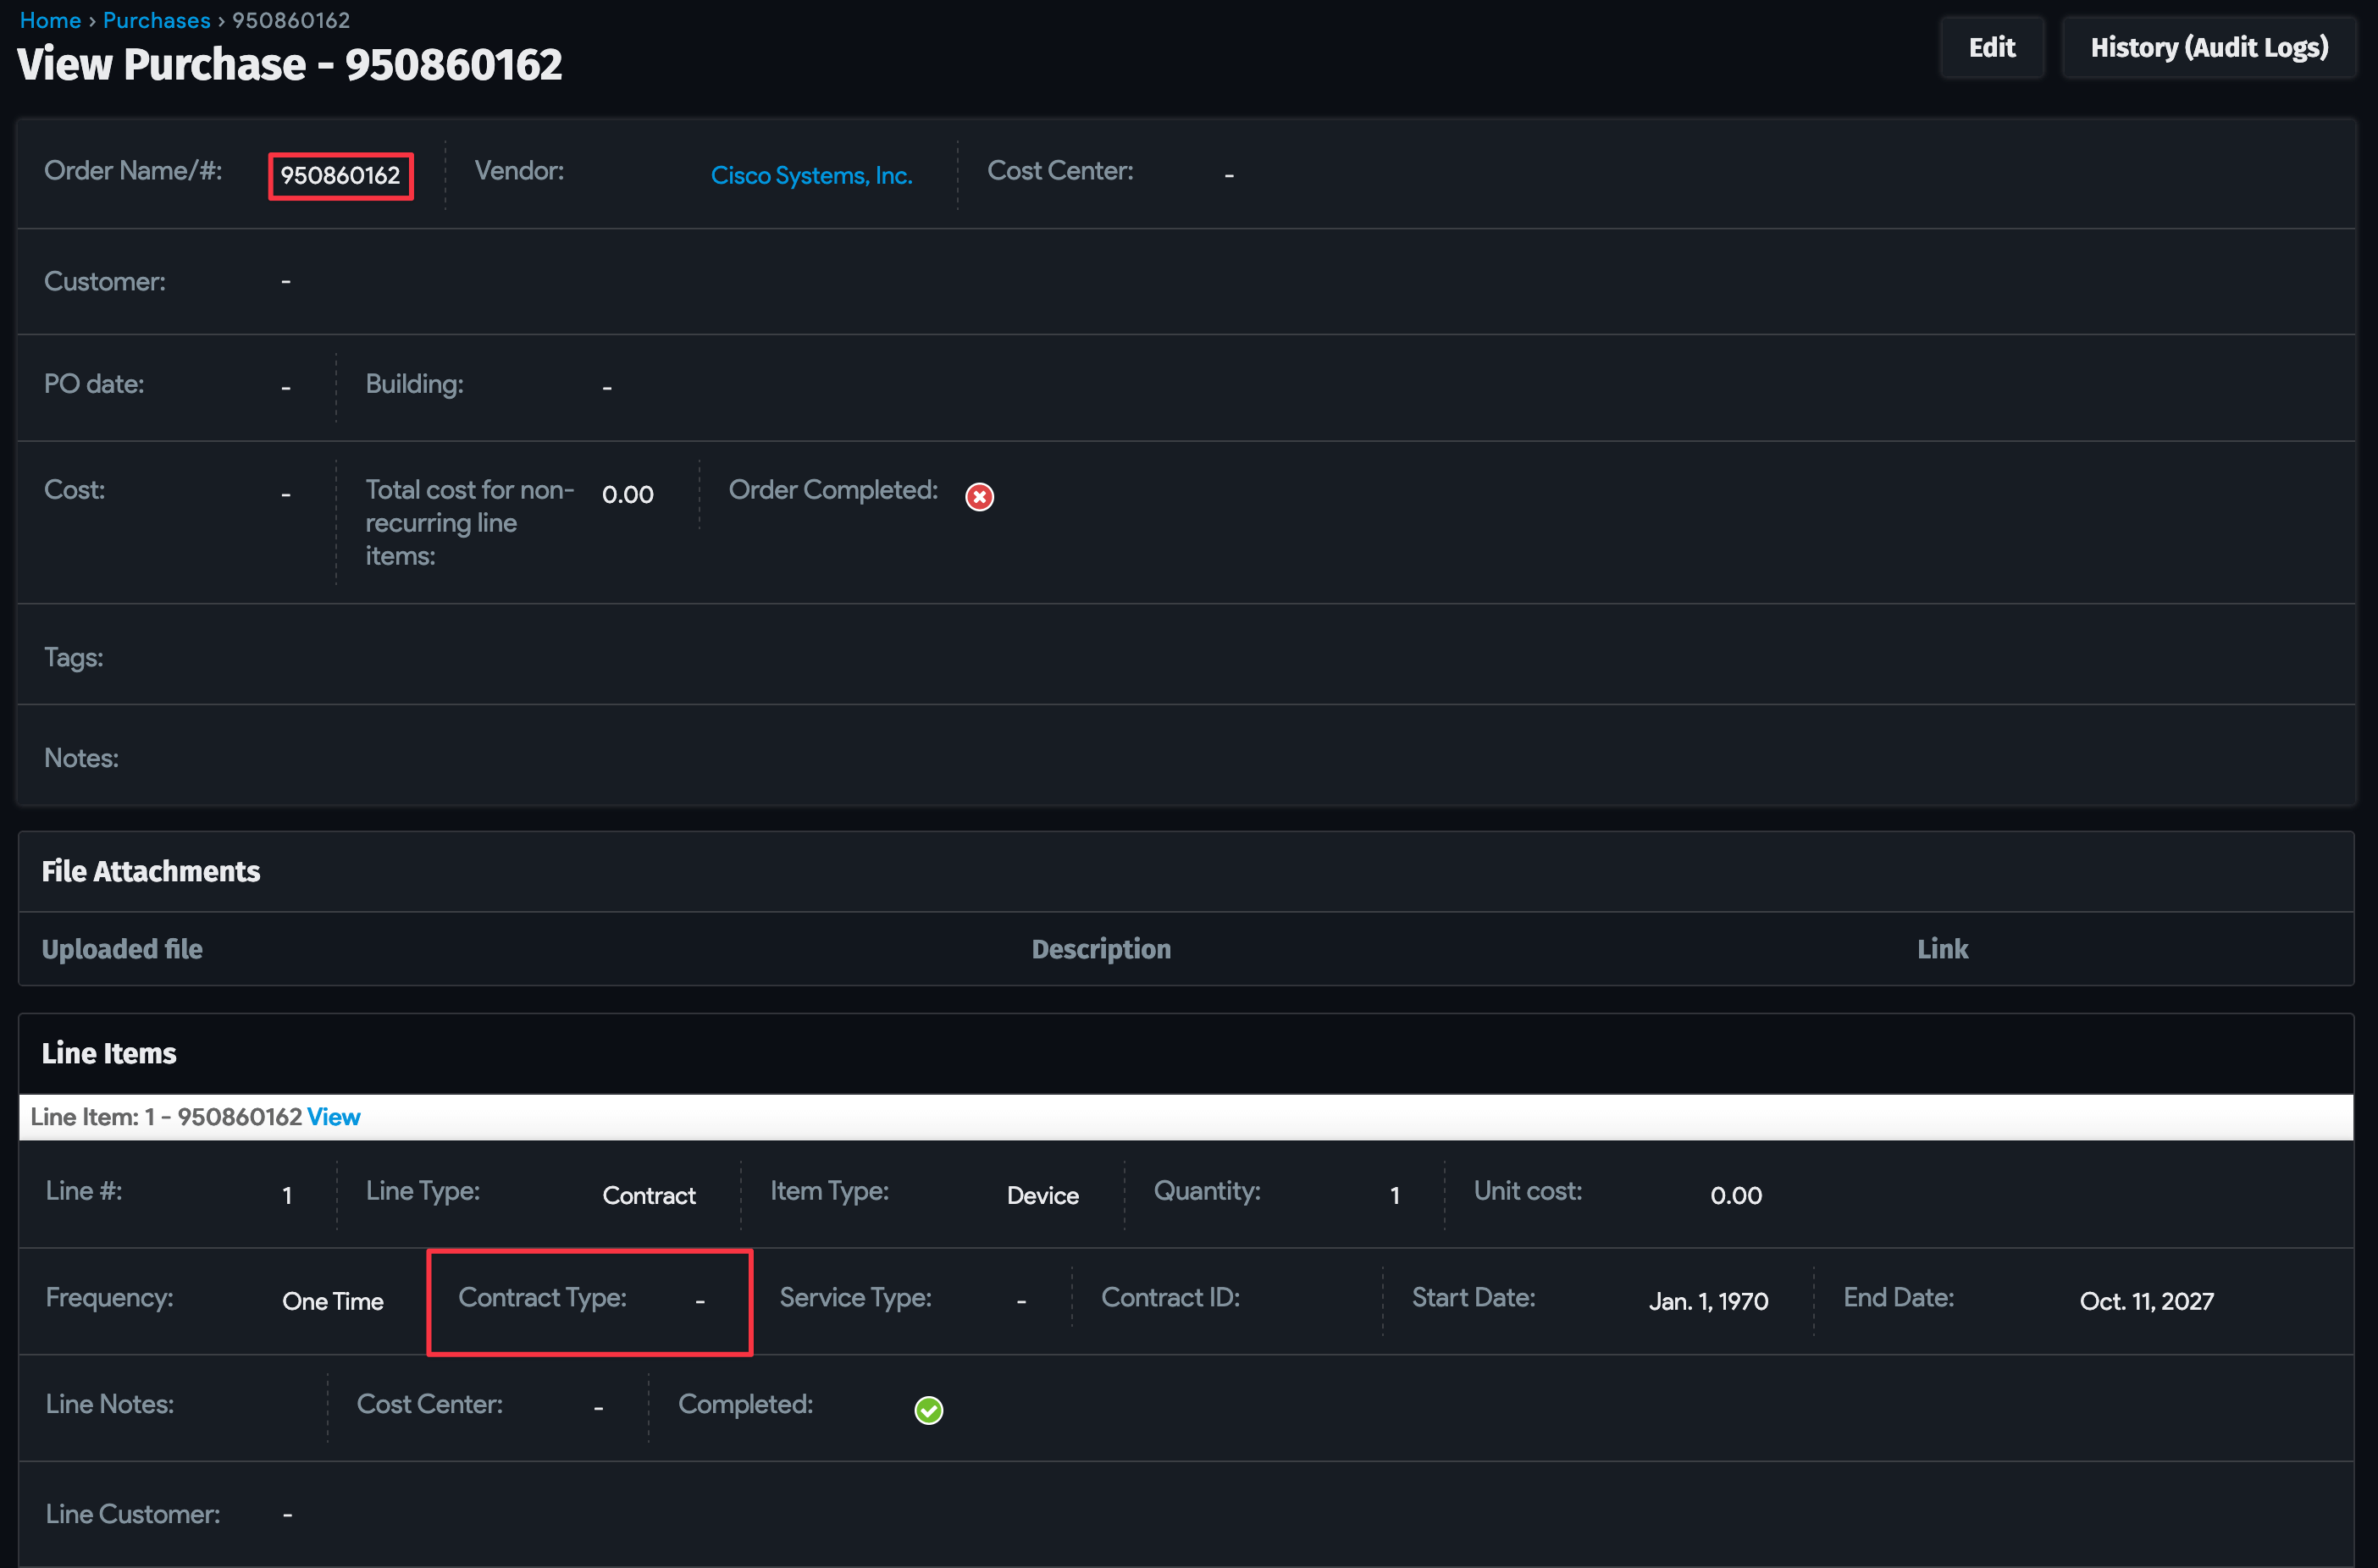 Home › Purchases › 950860162
View Purchase - 950860162
Edit
History (Audit Logs)
Order Name/#: 950860162 Vendor: Cisco Systems, Inc. Cost Center: -
Customer: -
PO date: - Building: -
Cost: - Total cost for non- 0.00 Order Completed:
recurring line
items:
Tags:
Notes:
File Attachments
Uploaded file Description Link
Line Items
Line Item: 1 - 950860162 View
Line #: 1 Line Type: Contract Item Type: Device Quantity: 1 Unit cost: 0.00
Frequency: One Time Contract Type: - Service Type: - Contract ID: Start Date: Jan. 1, 1970 End Date: Oct. 11, 2027
Line Notes: Cost Center: - Completed:
Line Customer: -